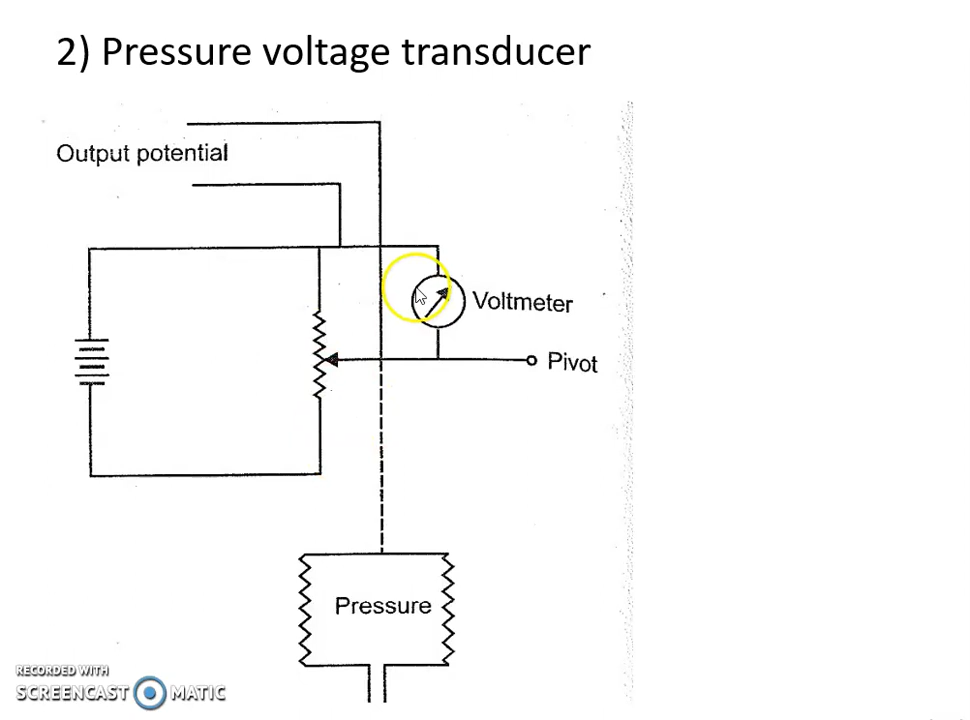 2) Pressure voltage transducer
Output potential
Voltmeter
Pivot
Pressure
RECORDED WITH
SCREENCAST MATIC